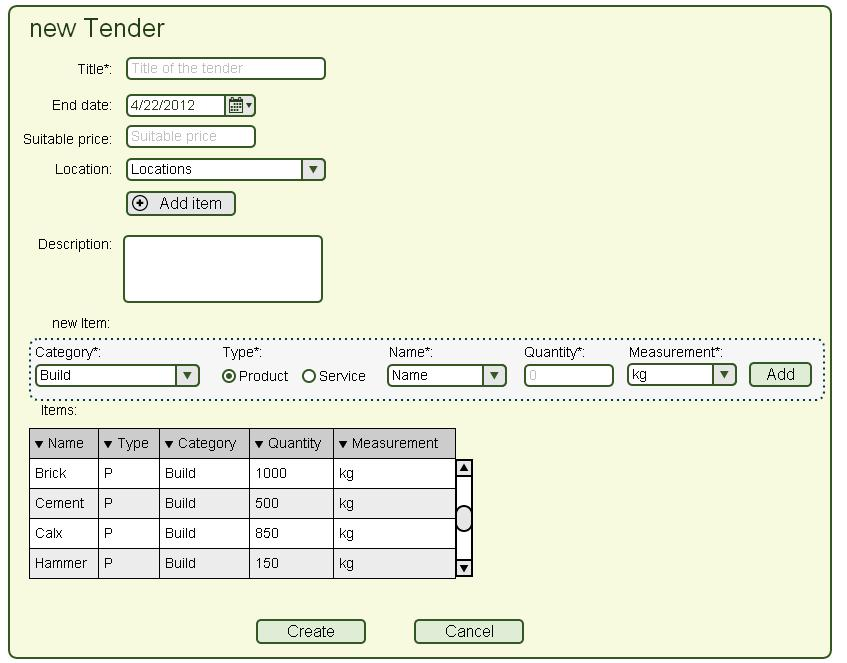 new Tender
Title*: Title of the tender
End date: 4/22/2012
Suitable price: Suitable price
Location: Locations
Add item
Description:
new Item:
Category*: Type*: Name*: Quantity*: Measurement*:
Build Product Service Name 0 kg Add
Items:
Name Type Category Quantity Measurement
Brick P Build 1000 kg
Cement P Build 500 kg
Calx P Build 850 kg
Hammer P Build 150 kg
Create Cancel